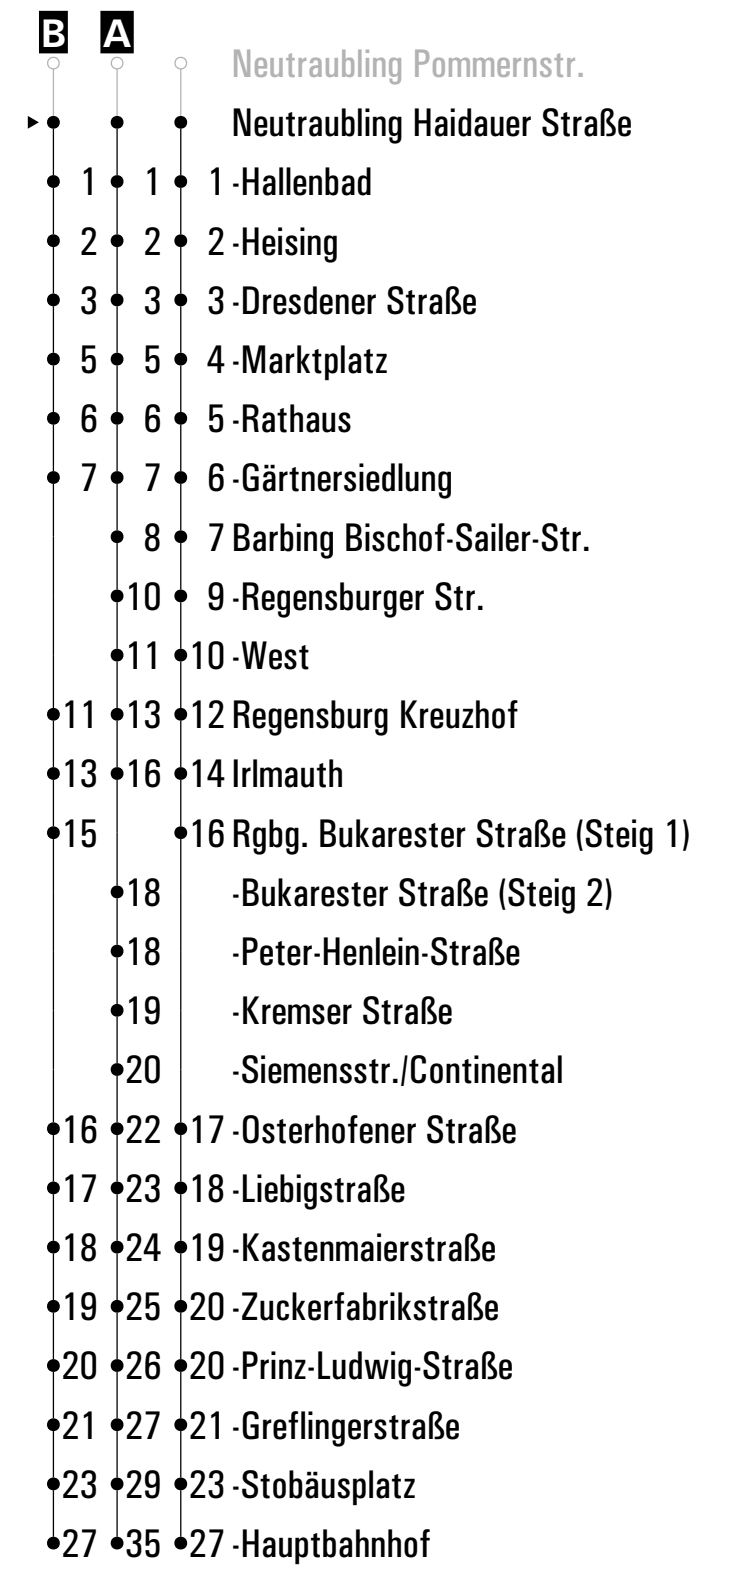 B A
Neutraubling Pommernstr.
Neutraubling Haidauer Straße
1 1 1 -Hallenbad
2 2 2 -Heising
3 3 3 -Dresdener Straße
5 5 4 -Marktplatz
6 6 5 -Rathaus
7 7 6 -Gärtnersiedlung
8 7 Barbing Bischof-Sailer-Str.
10 9 -Regensburger Str.
11 10 -West
11 13 12 Regensburg Kreuzhof
13 16 14 Irlmauth
15 16 Rgbg. Bukarester Straße (Steig 1)
18 -Bukarester Straße (Steig 2)
18 -Peter-Henlein-Straße
19 -Kremser Straße
20 -Siemensstr./Continental
16 22 17 -Osterhofener Straße
17 23 18 -Liebigstraße
18 24 19 -Kastenmaierstraße
19 25 20 -Zuckerfabrikstraße
20 26 20 -Prinz-Ludwig-Straße
21 27 21 -Greflingerstraße
23 29 23 -Stobäusplatz
27 35 27 -Hauptbahnhof